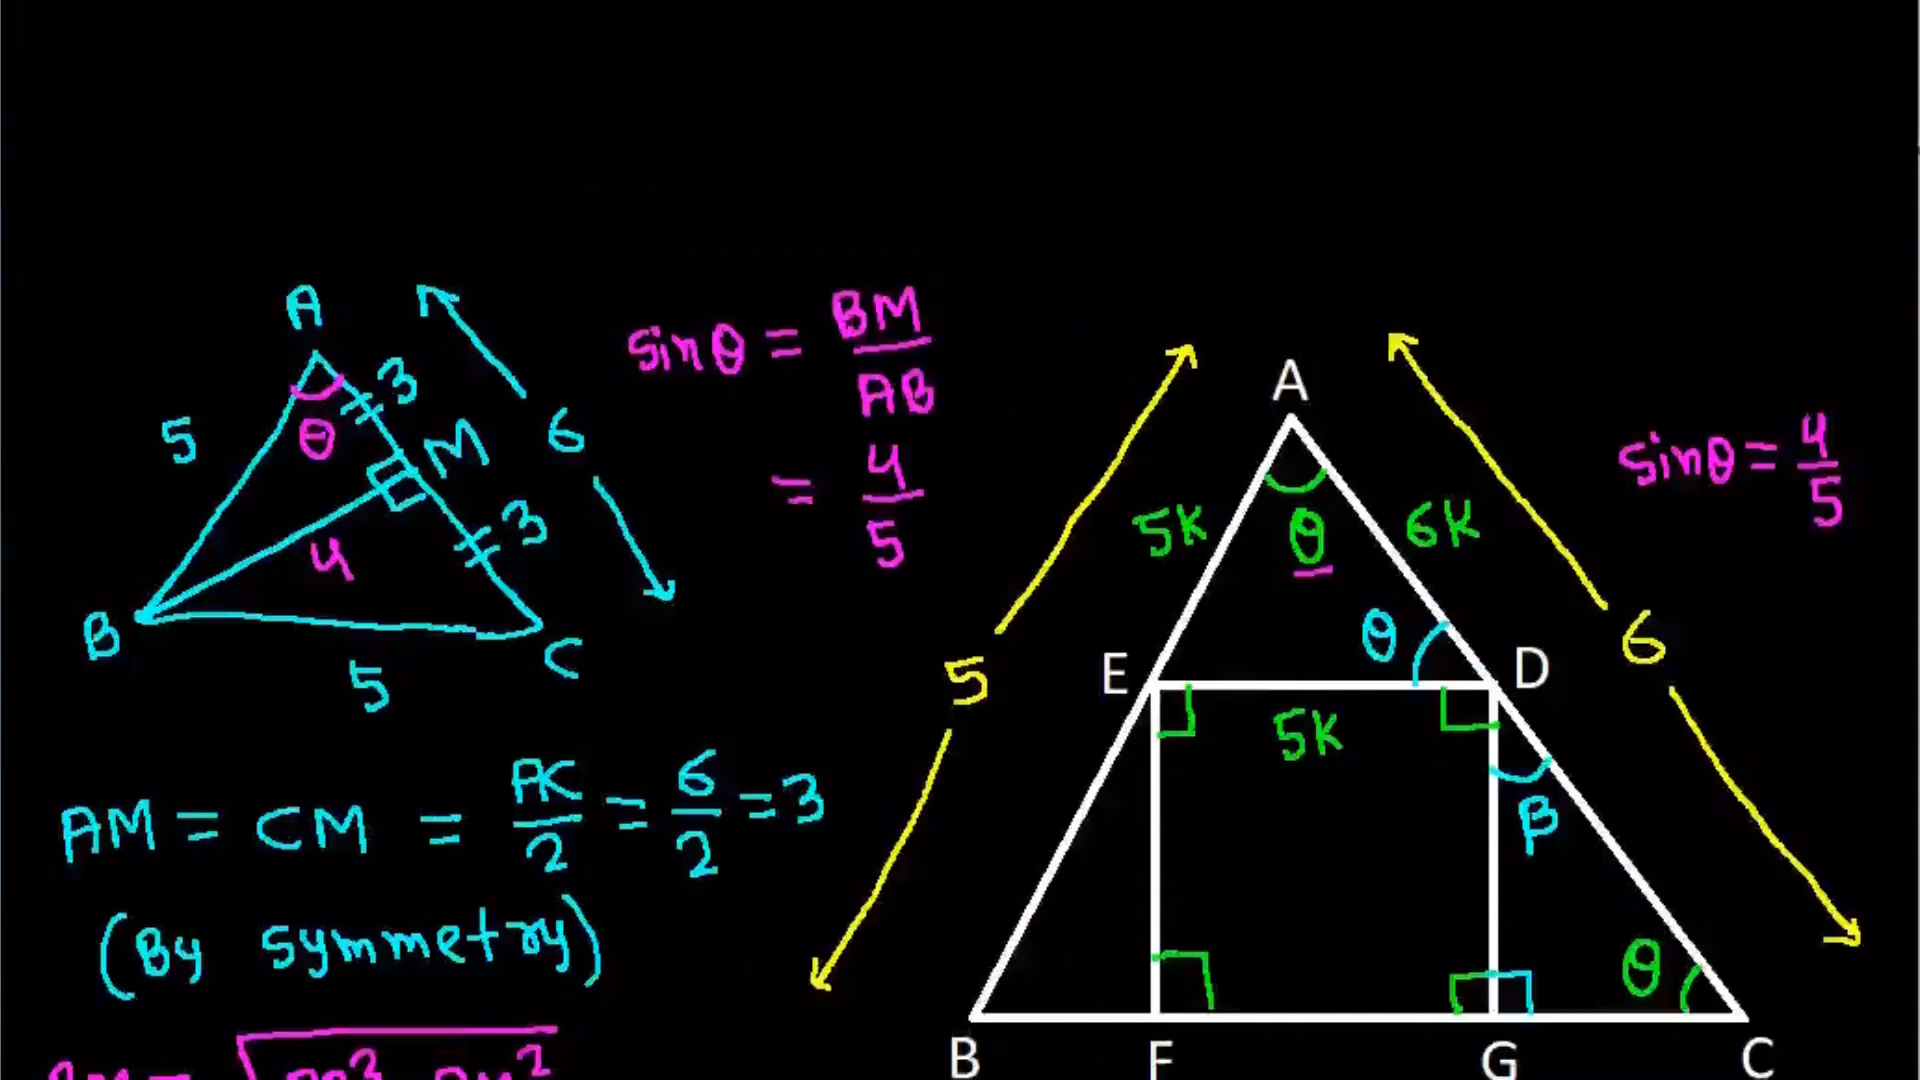 A
5
θ
3
M
6
3
4
B
C
5
sinθ = BM / AB
= 4 / 5
AM = CM = AC / 2 = 6 / 2 = 3
(By symmetry)
A
sinθ = 4 / 5
5K
θ
6K
θ
E
D
5
6
5K
β
θ
B
F
G
C